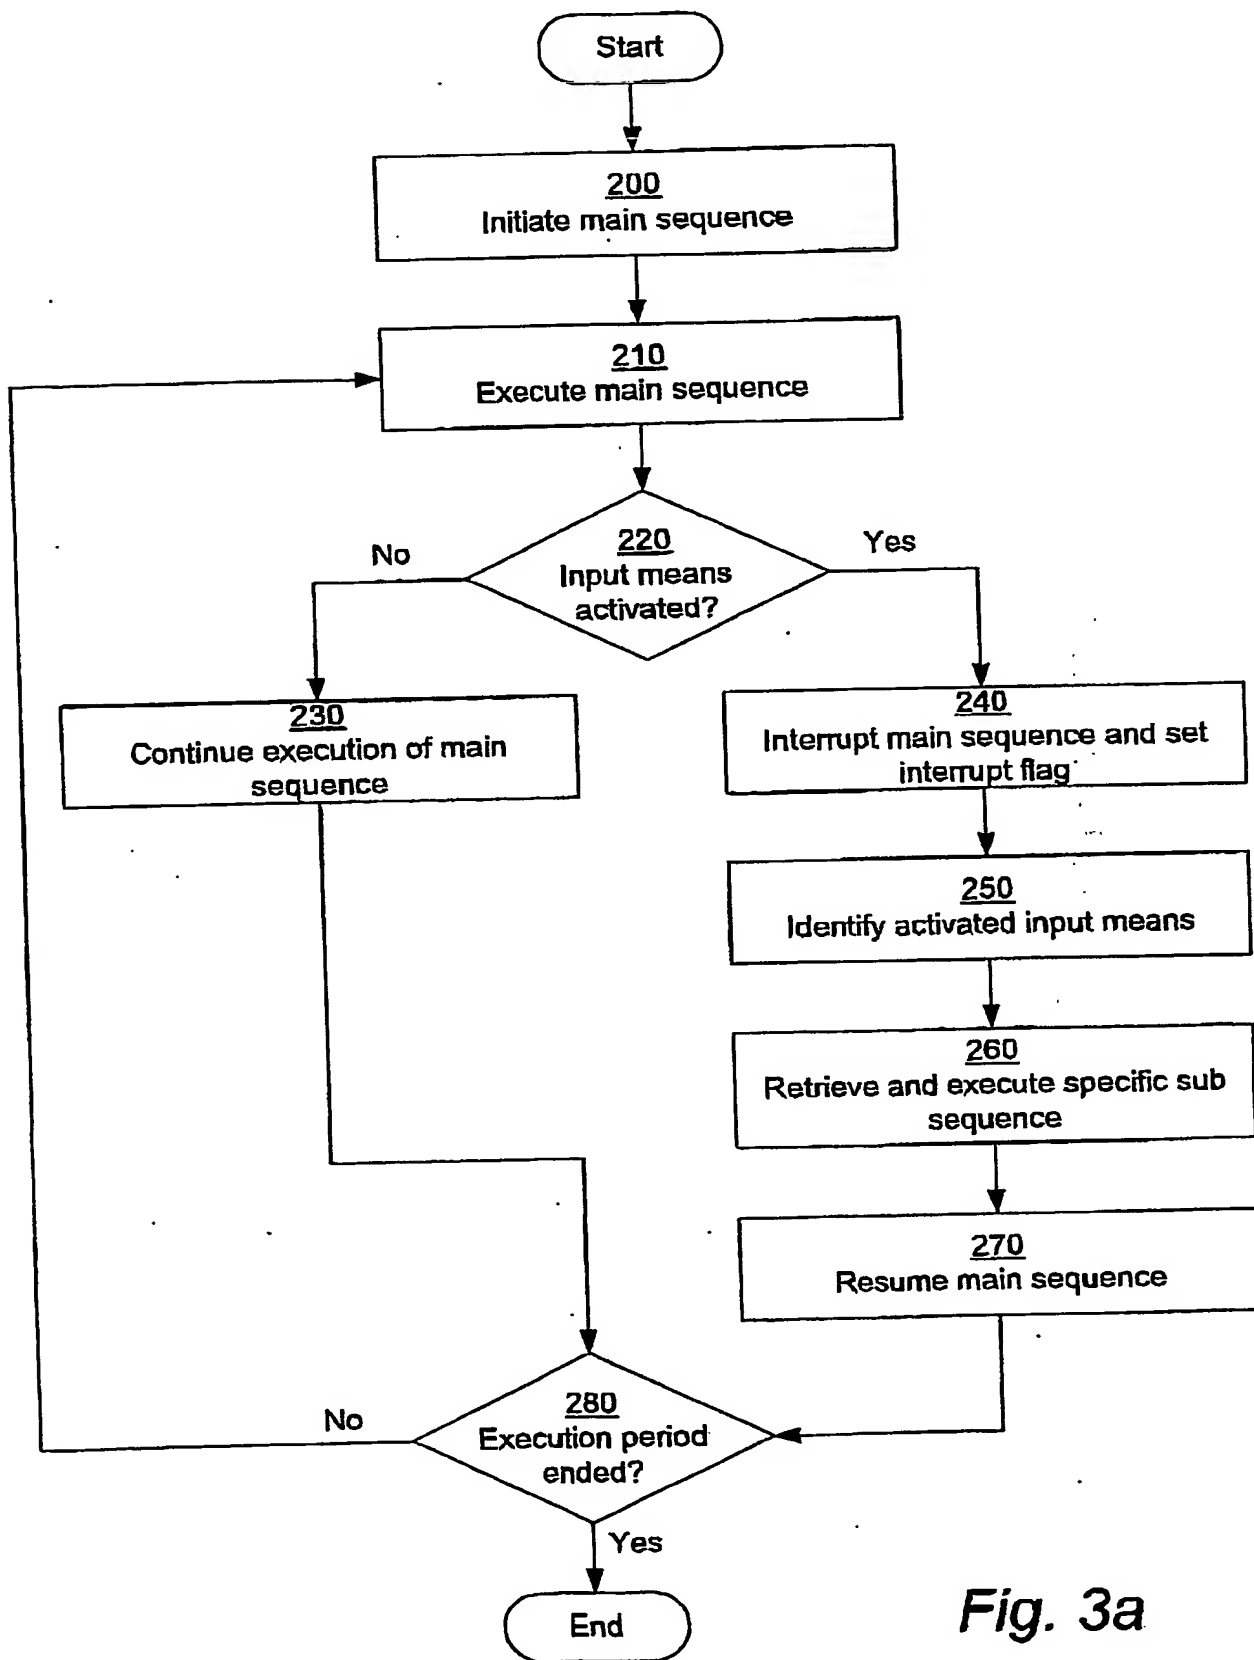 Start
200
Initiate main sequence
210
Execute main sequence
220
Input means
activated?
No
Yes
230
Continue execution of main
sequence
240
Interrupt main sequence and set
interrupt flag
250
Identify activated input means
260
Retrieve and execute specific sub
sequence
270
Resume main sequence
280
Execution period
ended?
No
Yes
End
Fig. 3a